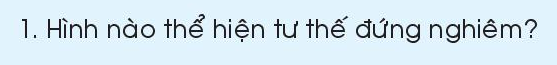 1. Hình nào thể hiện tư thế đứng nghiêm?